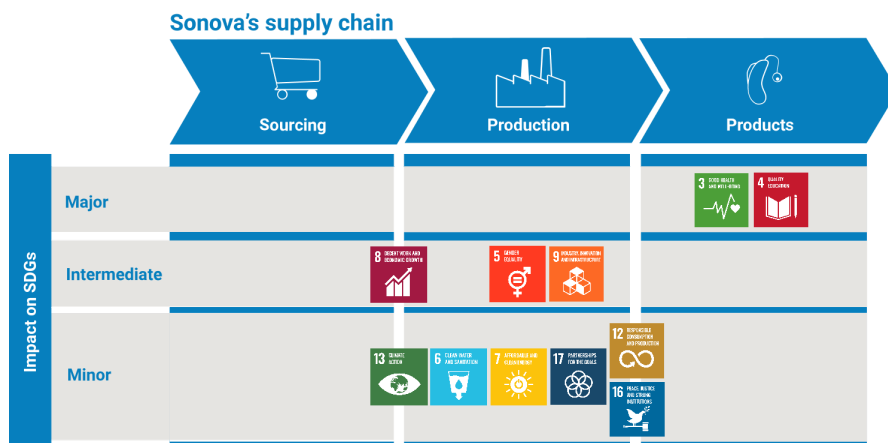 Sonova's supply chain
Sourcing
Production
Products
Impact on SDGs
Major
3 GOOD HEALTH
AND WELL-BEING
4 QUALITY
EDUCATION
Intermediate
8 DECENT WORK AND
ECONOMIC GROWTH
5 GENDER
EQUALITY
9 INDUSTRY, INNOVATION
AND INFRASTRUCTURE
Minor
13 CLIMATE
ACTION
6 CLEAN WATER
AND SANITATION
7 AFFORDABLE AND
CLEAN ENERGY
17 PARTNERSHIPS
FOR THE GOALS
12 RESPONSIBLE
CONSUMPTION
AND PRODUCTION
16 PEACE, JUSTICE
AND STRONG
INSTITUTIONS